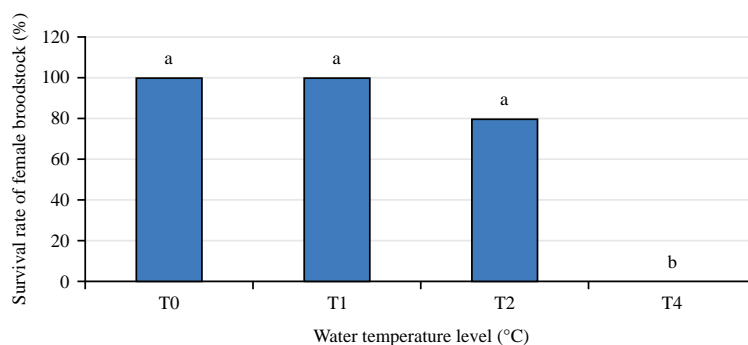 Survival rate of female broodstock (%)
120
100
80
60
40
20
0
a
a
a
b
T0 T1 T2 T4
Water temperature level (°C)